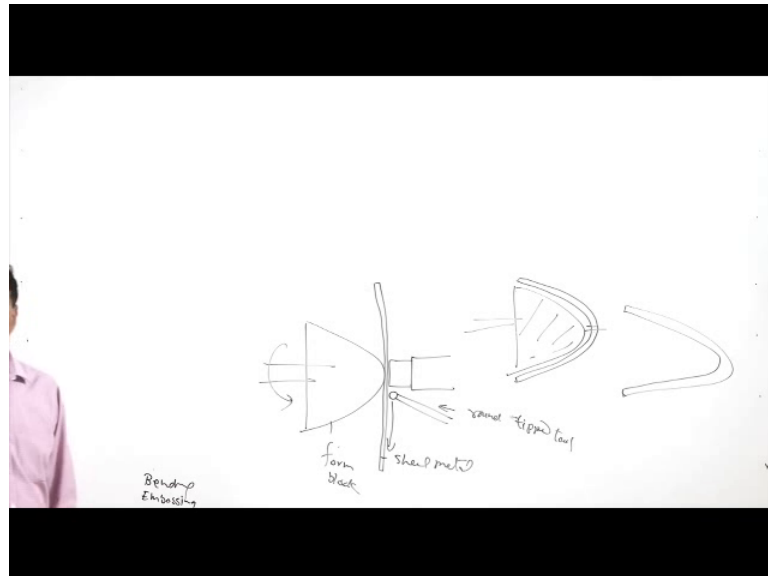 round tipped tool
form
block
sheet metal
Bending
Embossing